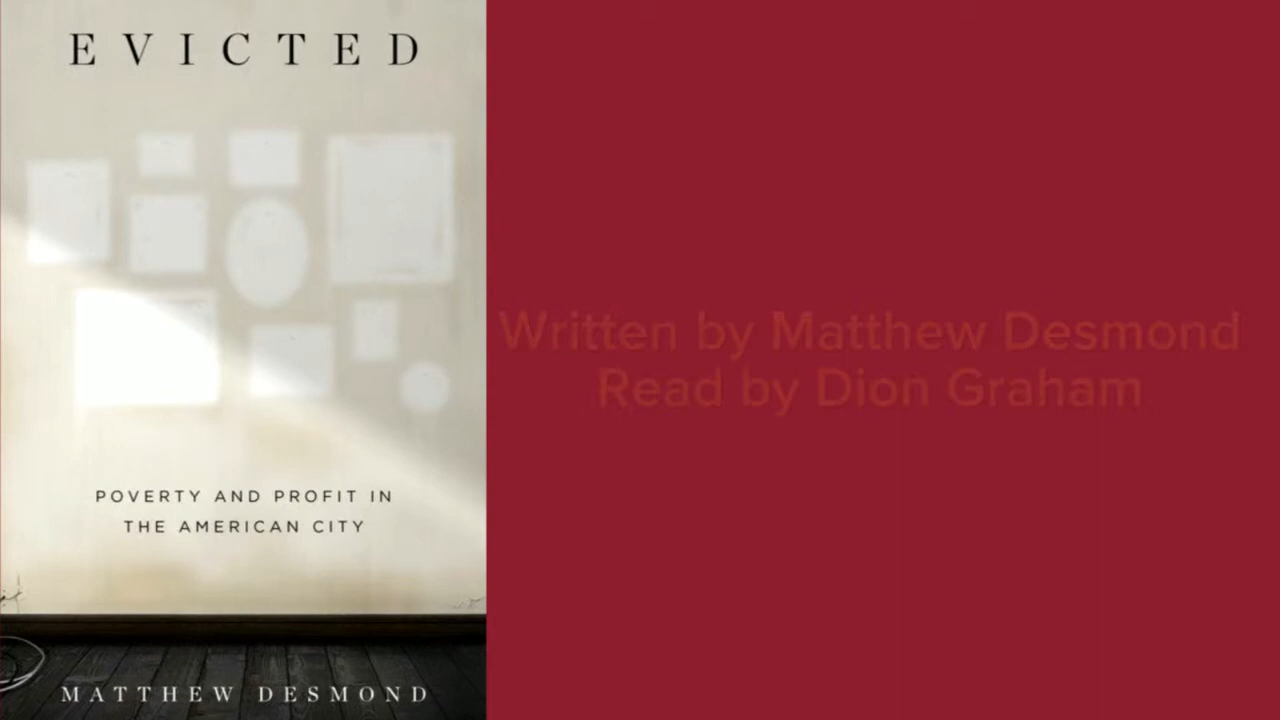 EVICTED
POVERTY AND PROFIT IN
THE AMERICAN CITY
MATTHEW DESMOND
Written by Matthew Desmond
Read by Dion Graham